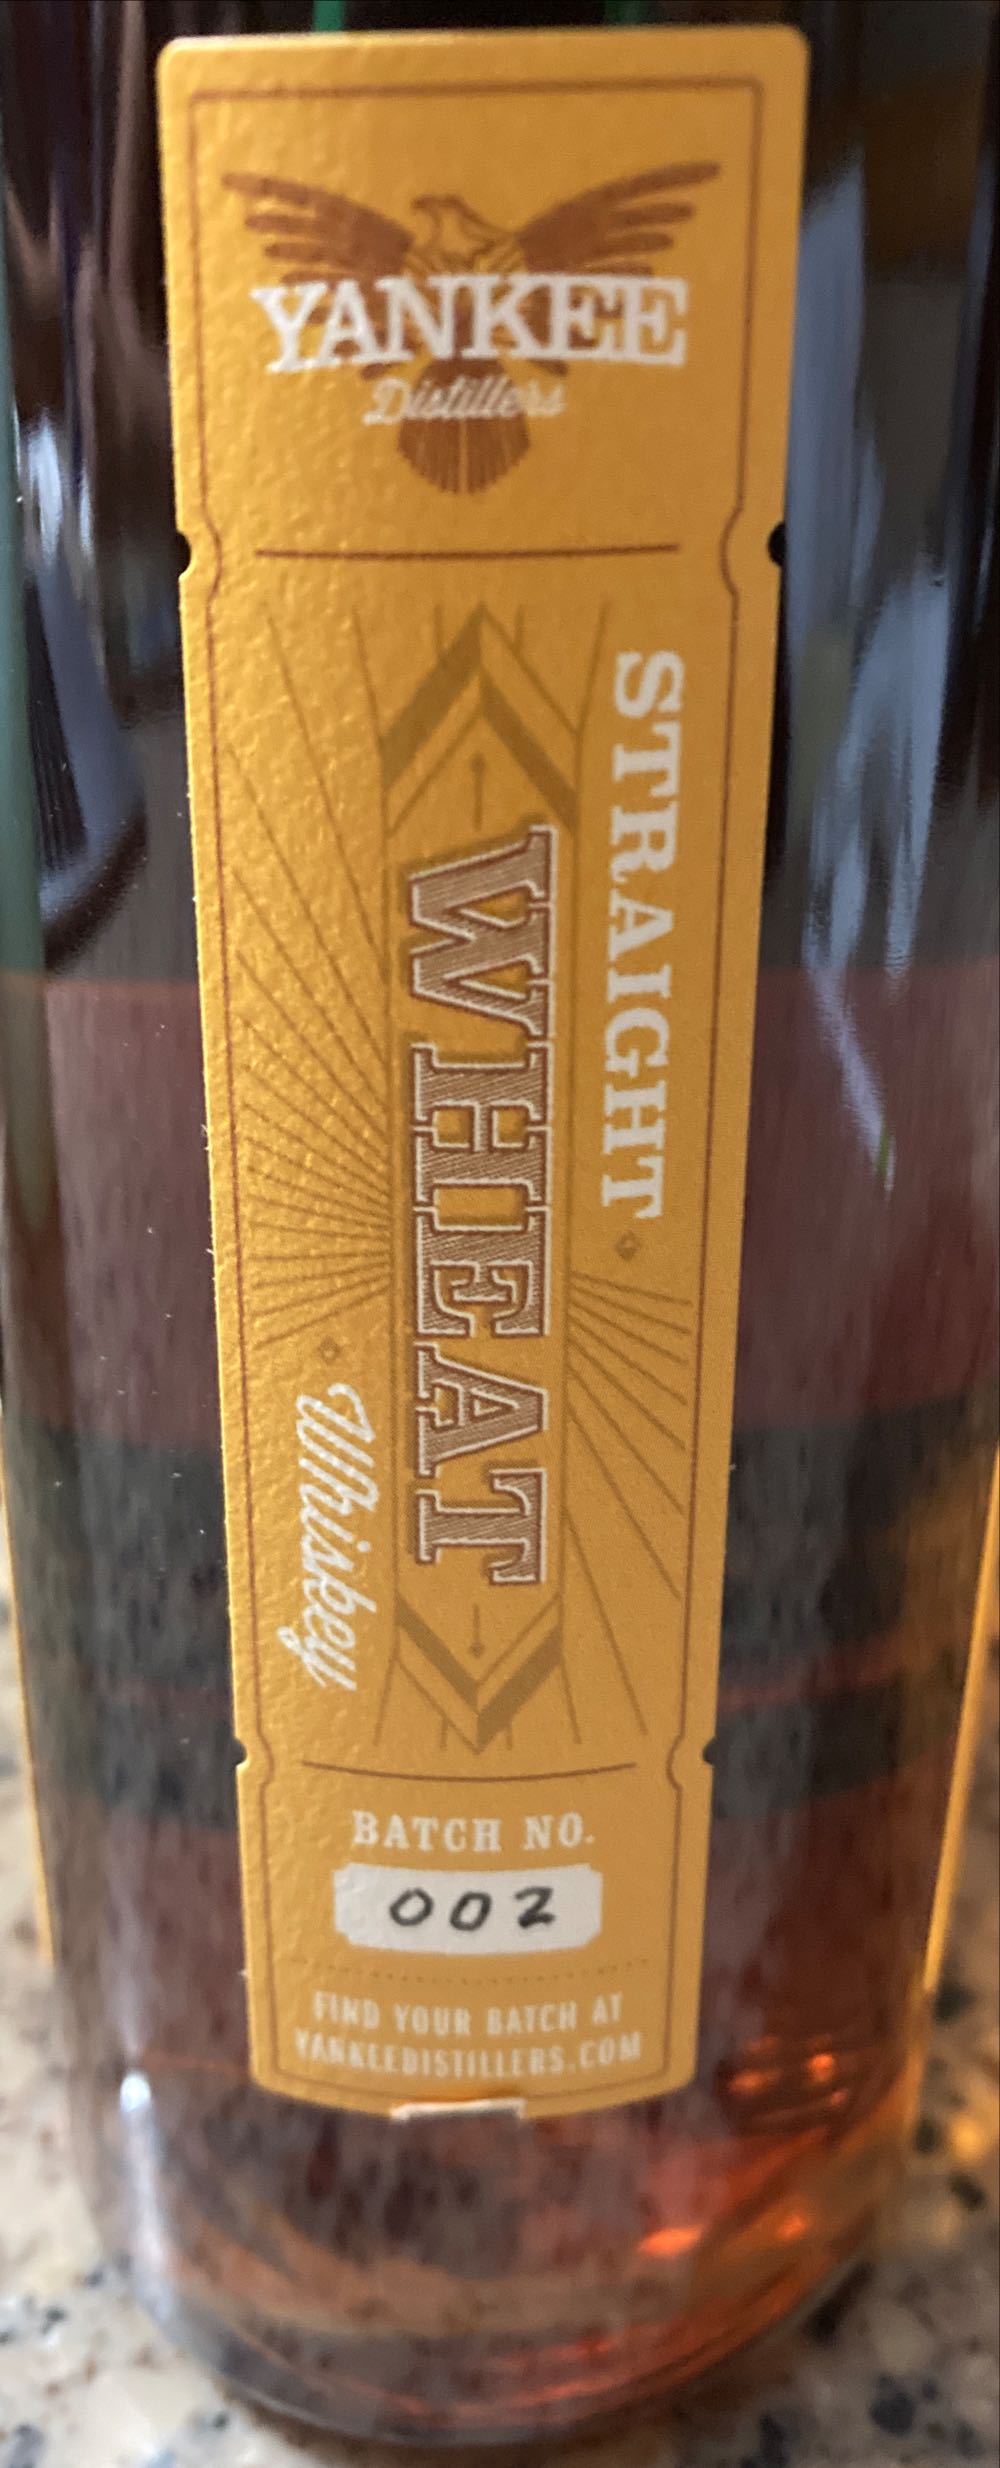 YANKEE
Distillers
STRAIGHT
WHEAT
Whiskey
BATCH NO.
002
FIND YOUR BATCH AT
YANKEEDISTILLERS.COM